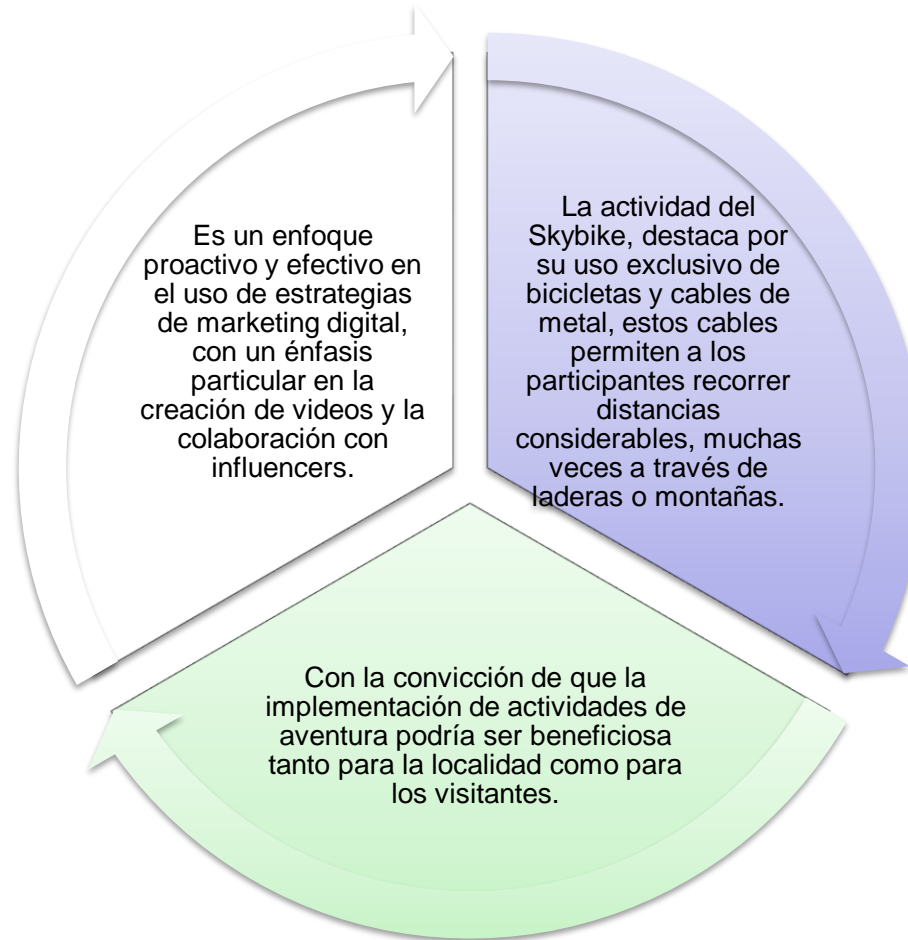 Es un enfoque
proactivo y efectivo en
el uso de estrategias
de marketing digital,
con un énfasis
particular en la
creación de videos y la
colaboración con
influencers.
La actividad del
Skybike, destaca por
su uso exclusivo de
bicicletas y cables de
metal, estos cables
permiten a los
participantes recorrer
distancias
considerables, muchas
veces a través de
laderas o montañas.
Con la convicción de que la
implementación de actividades de
aventura podría ser beneficiosa
tanto para la localidad como para
los visitantes.